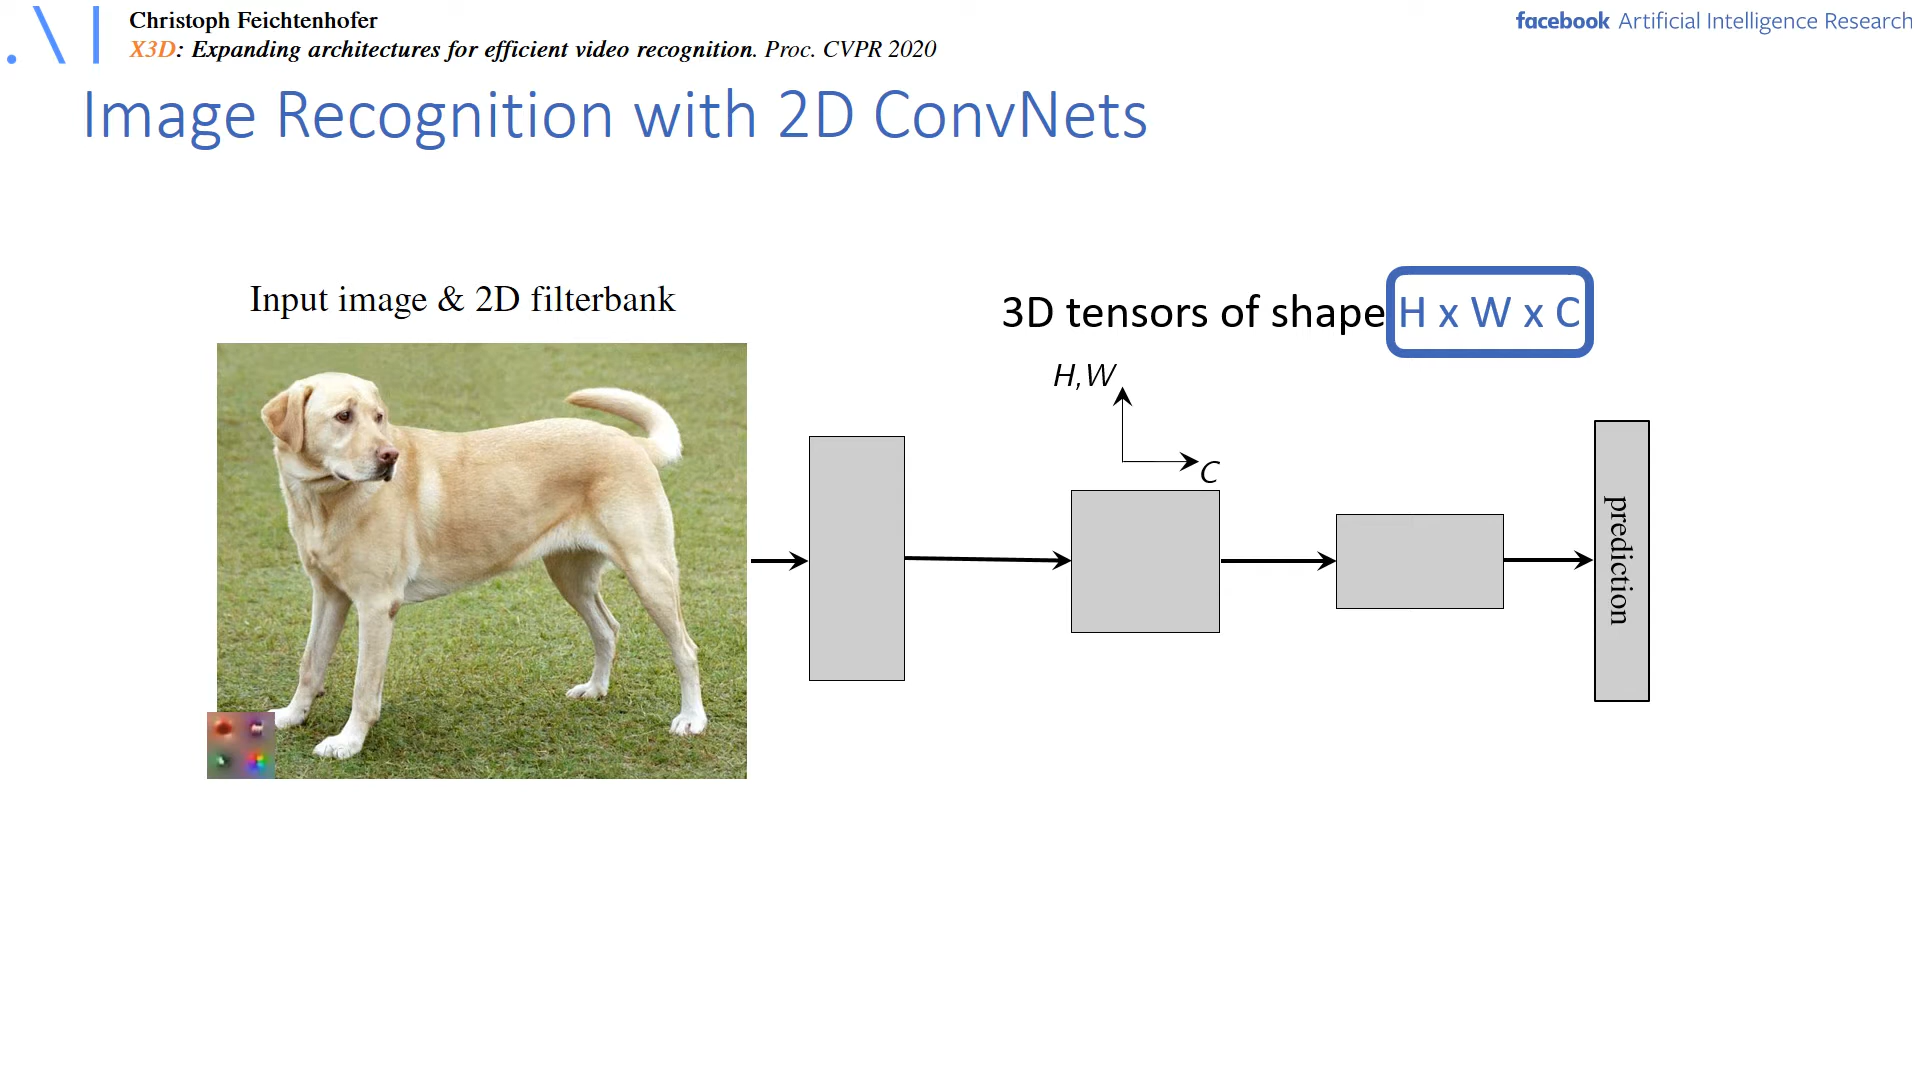 Christoph Feichtenhofer
X3D: Expanding architectures for efficient video recognition. Proc. CVPR 2020
facebook Artificial Intelligence Research
Image Recognition with 2D ConvNets
Input image & 2D filterbank
3D tensors of shape H x W x C
H,W
C
prediction